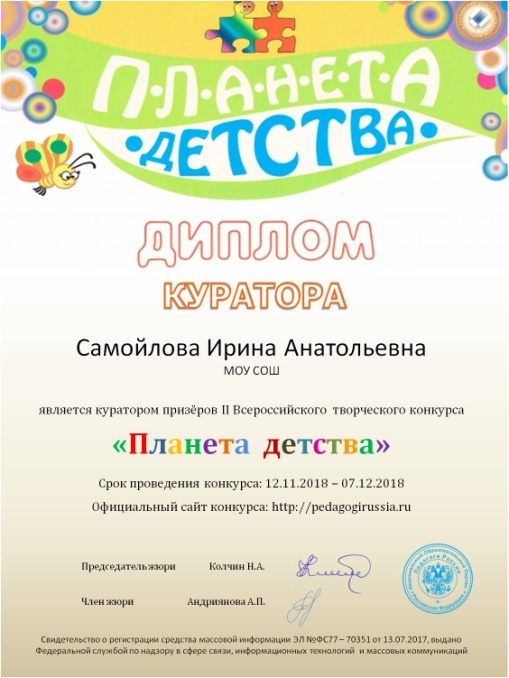 П·Л·А·Н·Е·Т·А
·ДЕТСТВА·
ДИПЛОМ
КУРАТОРА
Самойлова Ирина Анатольевна
МОУ СОШ
является куратором призёров II Всероссийского творческого конкурса
«Планета детства»
Срок проведения конкурса: 12.11.2018 – 07.12.2018
Официальный сайт конкурса: http://pedagogirussia.ru
Председатель жюри Колчин Н.А.
Член жюри Андриянова А.П.
Свидетельство о регистрации средства массовой информации ЭЛ №ФС77 – 70351 от 13.07.2017, выдано
Федеральной службой по надзору в сфере связи, информационных технологий и массовых коммуникаций